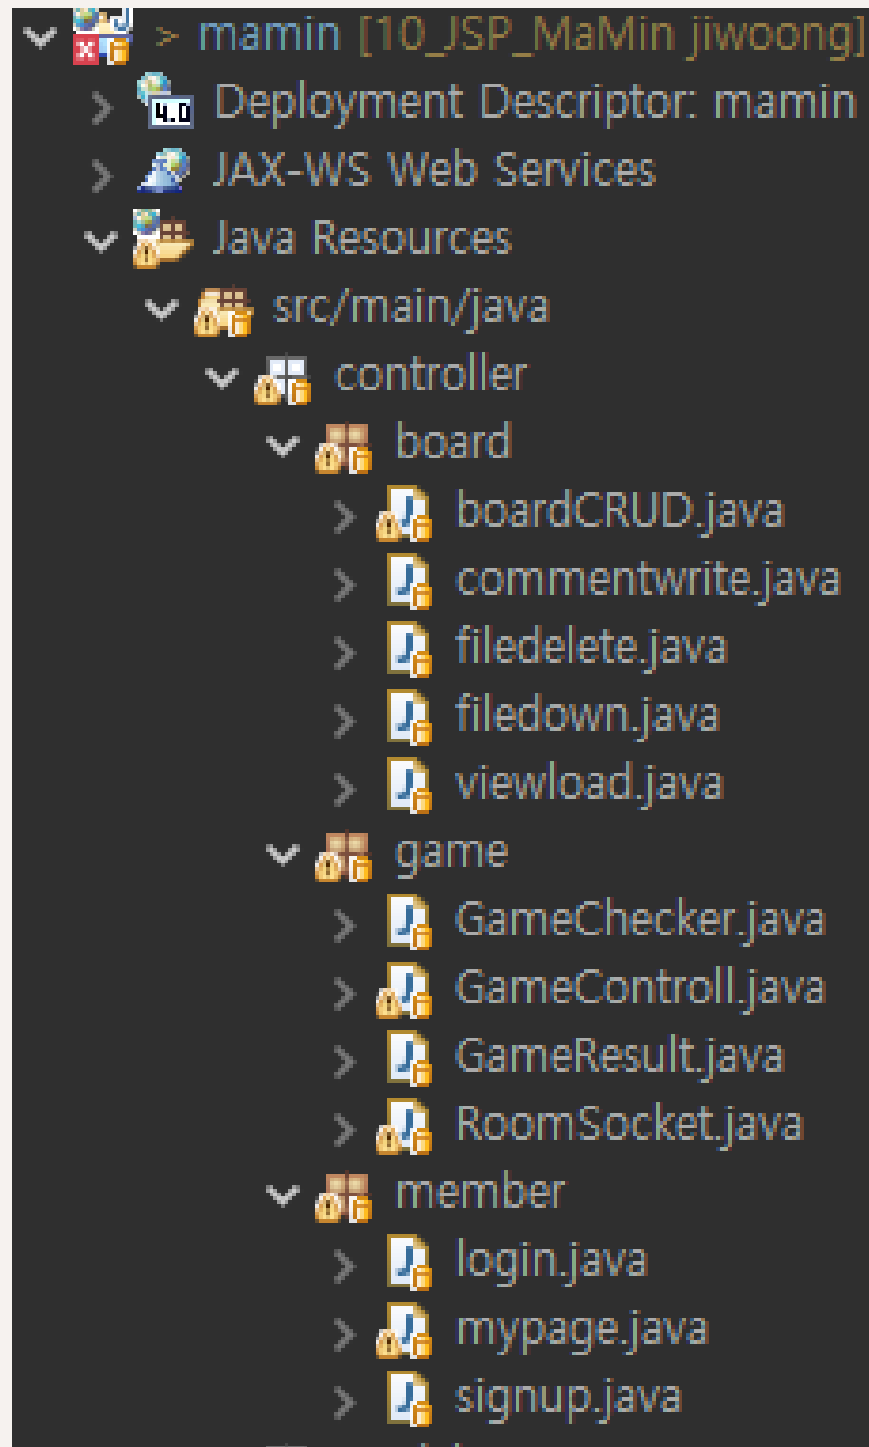 > mamin [10_JSP_MaMin jiwoong]
4.0 Deployment Descriptor: mamin
JAX-WS Web Services
Java Resources
src/main/java
controller
board
boardCRUD.java
commentwrite.java
filedelete.java
filedown.java
viewload.java
game
GameChecker.java
GameControll.java
GameResult.java
RoomSocket.java
member
login.java
mypage.java
signup.java